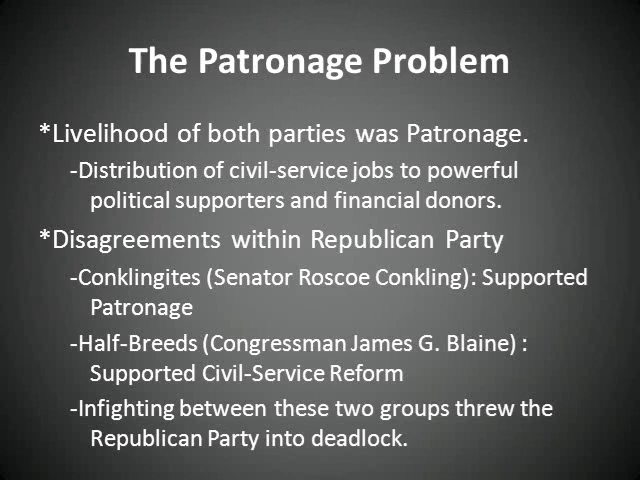 The Patronage Problem
*Livelihood of both parties was Patronage.
-Distribution of civil-service jobs to powerful
political supporters and financial donors.
*Disagreements within Republican Party
-Conklingites (Senator Roscoe Conkling): Supported
Patronage
-Half-Breeds (Congressman James G. Blaine) :
Supported Civil-Service Reform
-Infighting between these two groups threw the
Republican Party into deadlock.